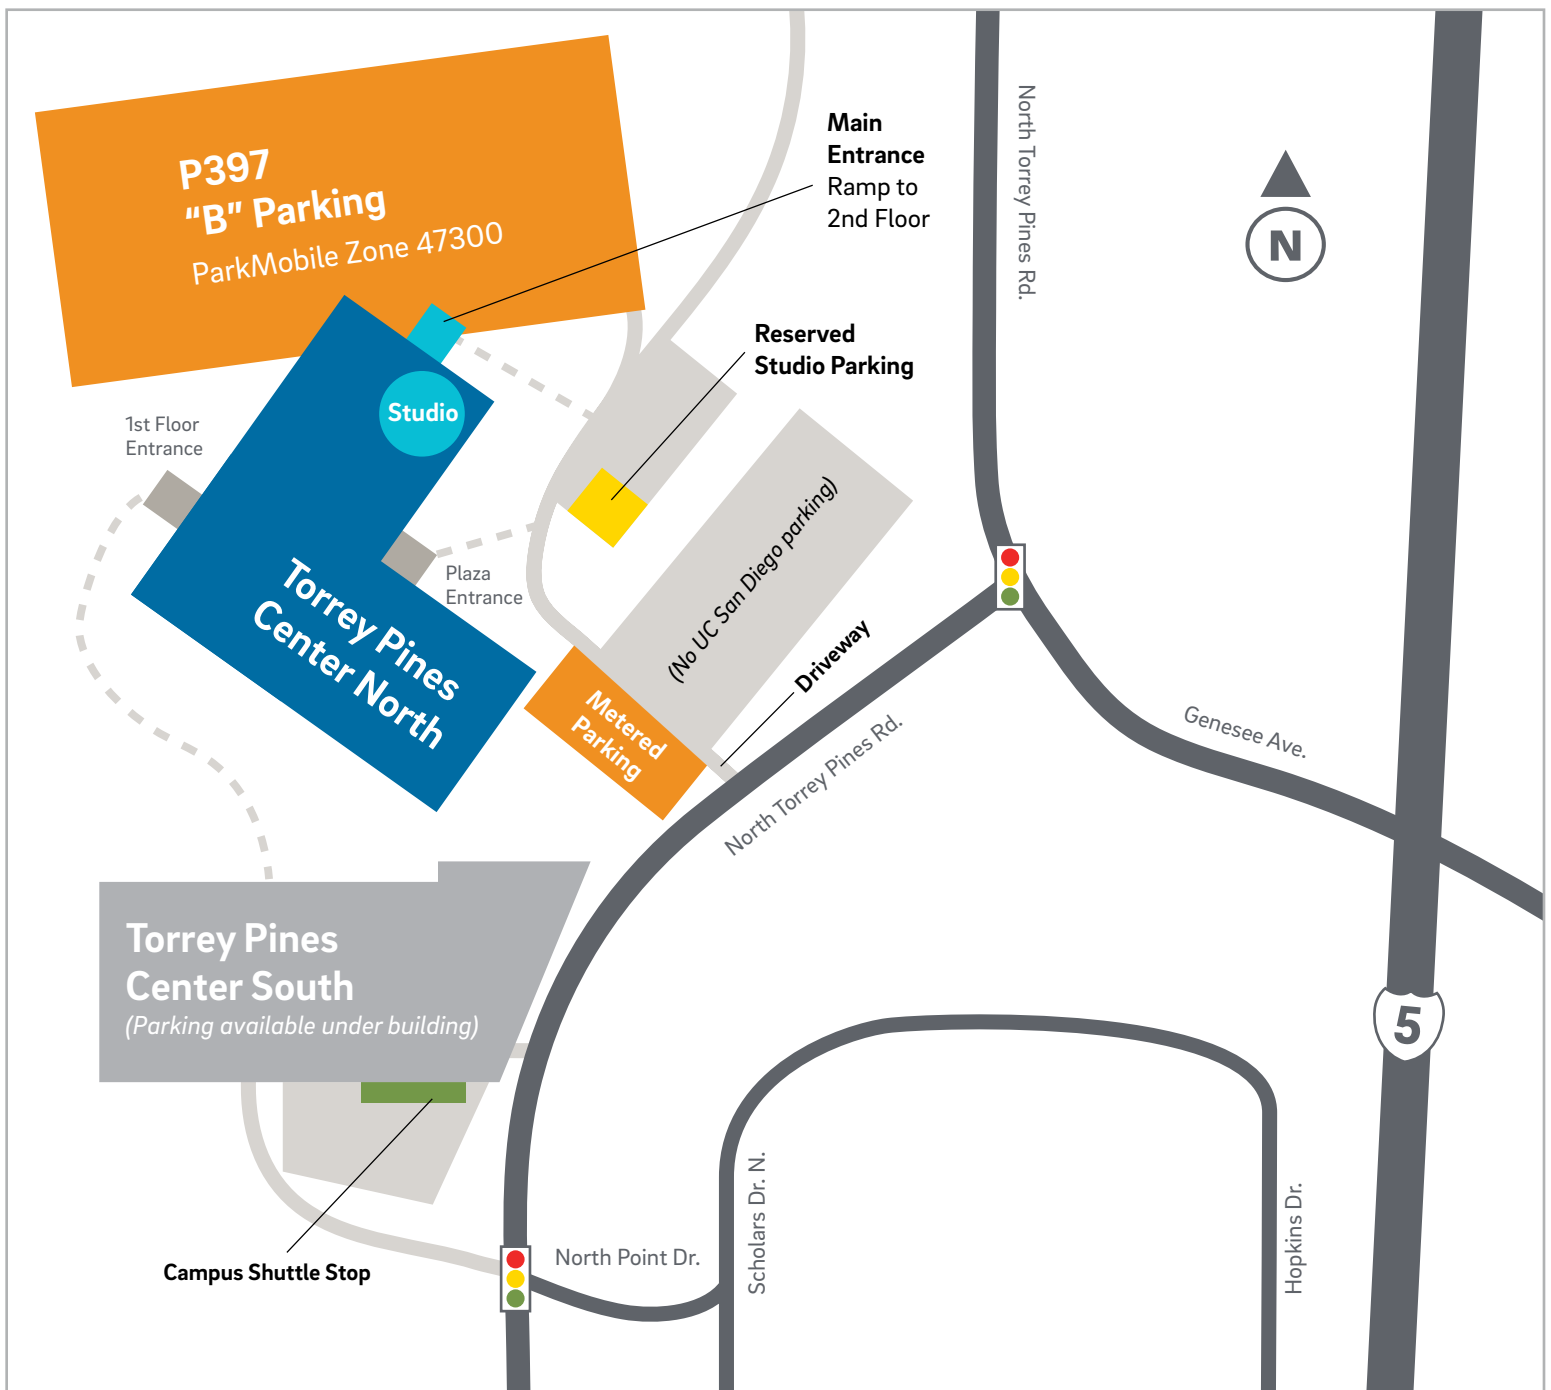 P397
“B” Parking
ParkMobile Zone 47300
Main
Entrance
Ramp to
2nd Floor
North Torrey Pines Rd.
N
Reserved
Studio Parking
Studio
1st Floor
Entrance
Plaza
Entrance
Torrey Pines
Center North
(No UC San Diego parking)
Driveway
Metered
Parking
North Torrey Pines Rd.
Genesee Ave.
Torrey Pines
Center South
(Parking available under building)
5
Campus Shuttle Stop
North Point Dr.
Scholars Dr. N.
Hopkins Dr.